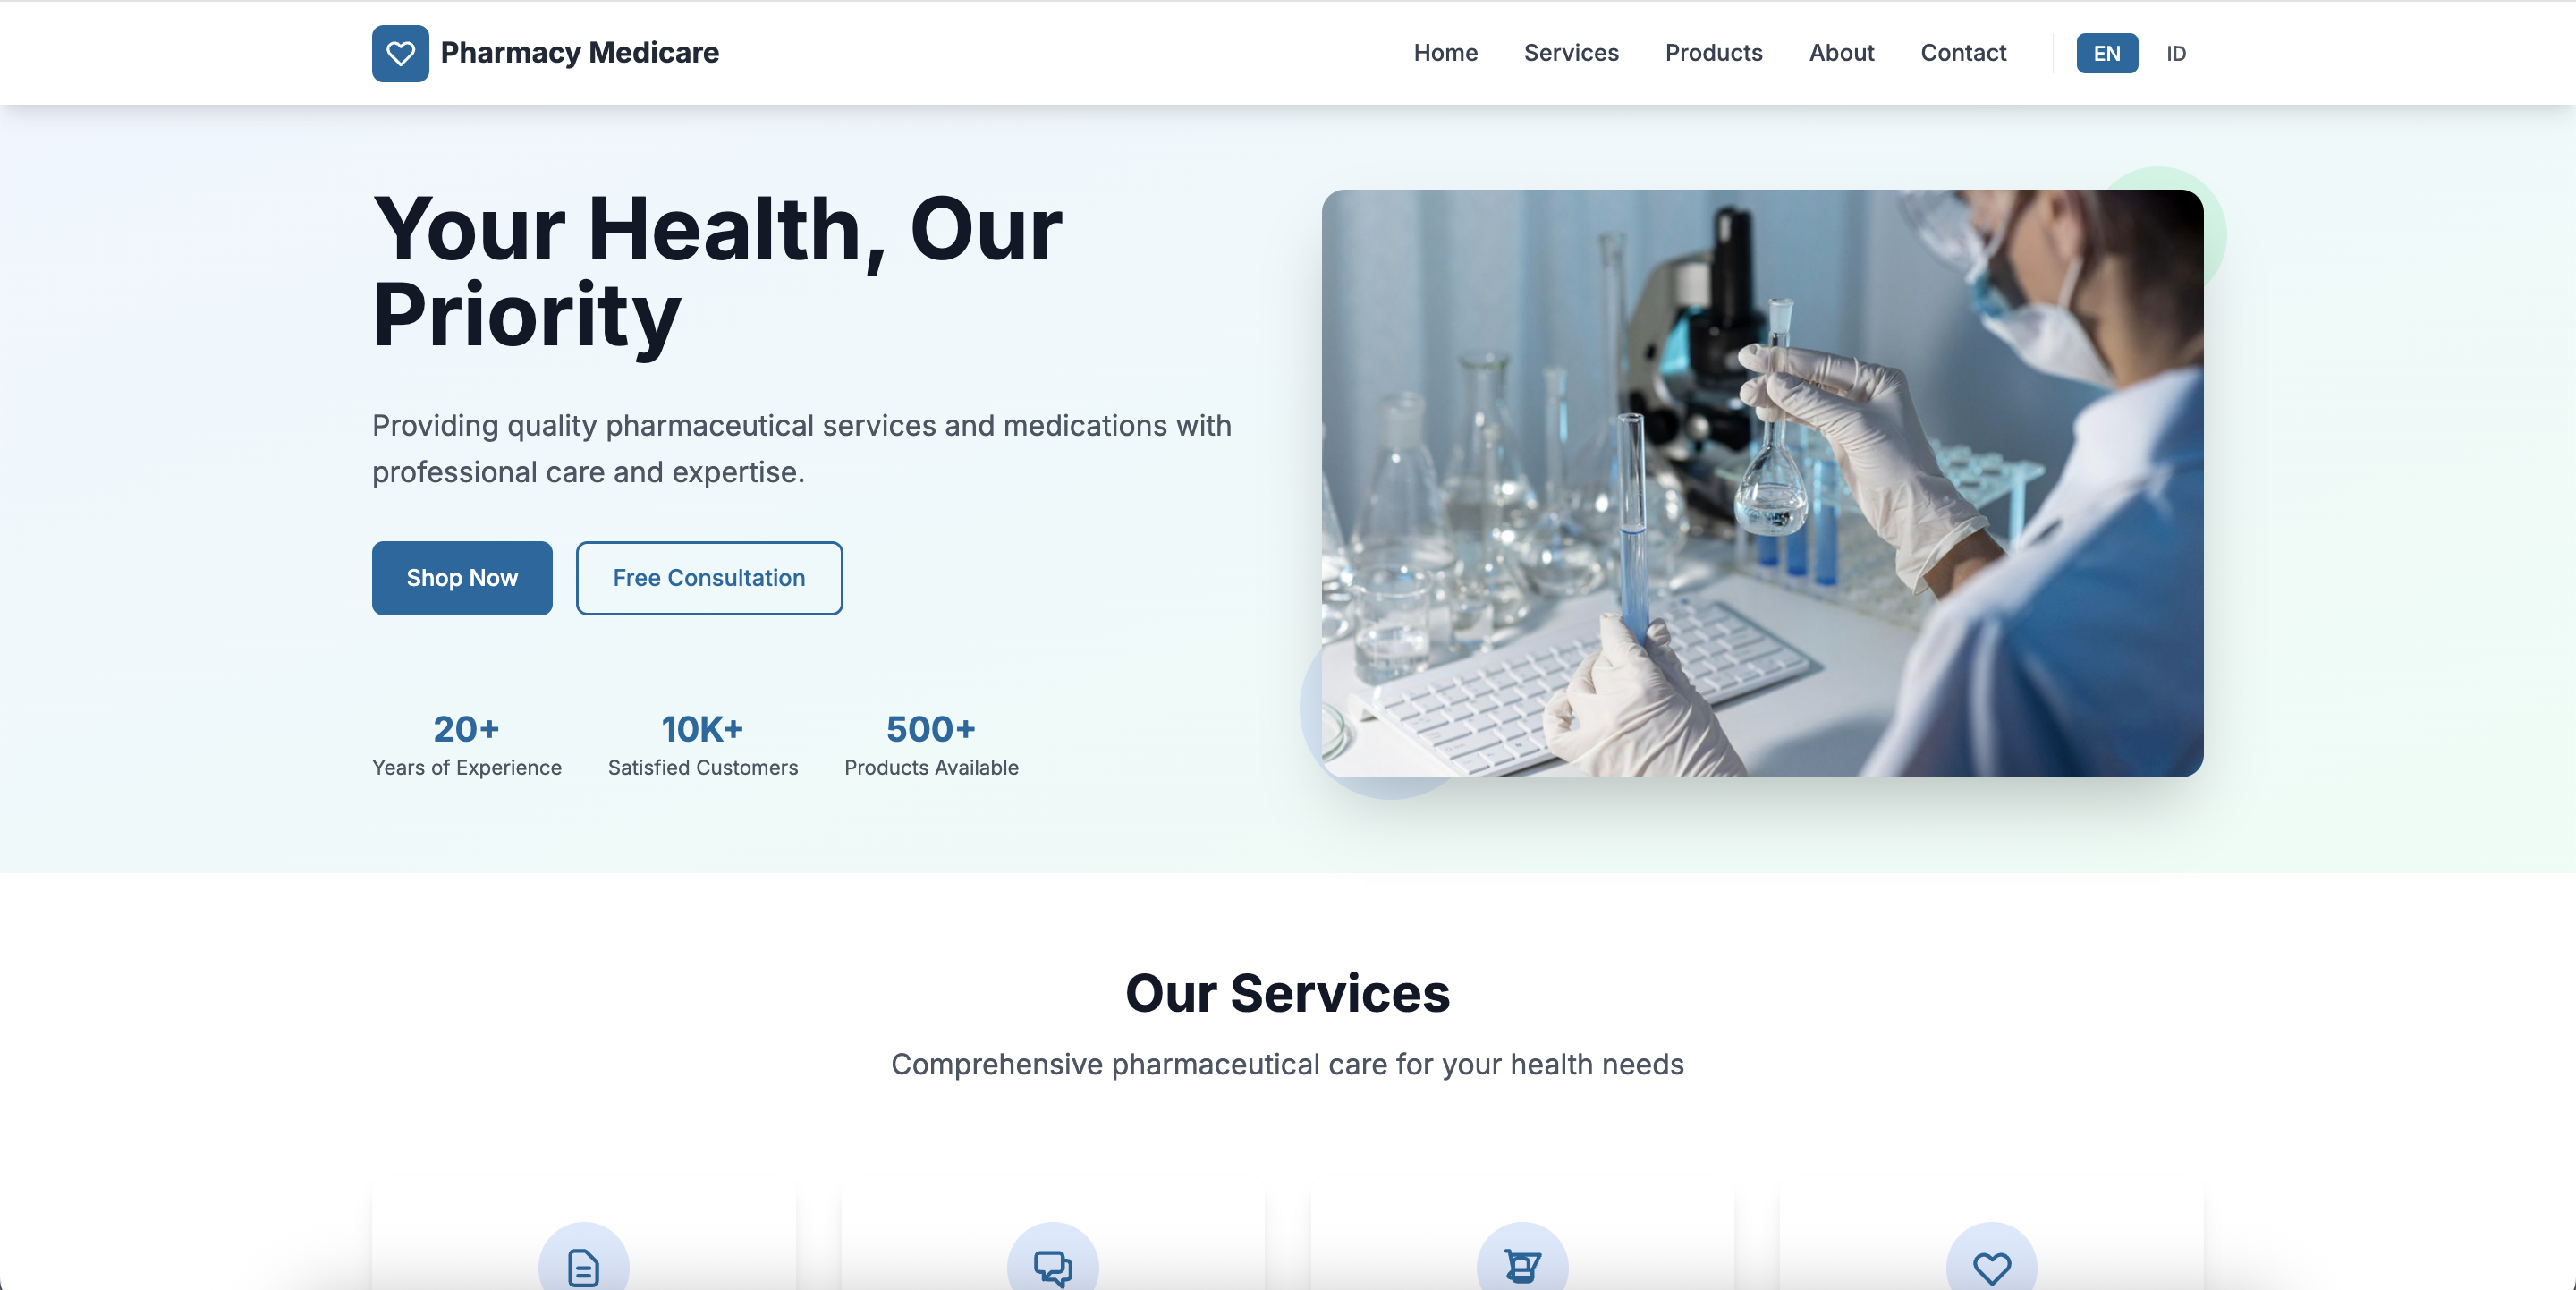 Pharmacy Medicare
Home Services Products About Contact EN ID
Your Health, Our
Priority
Providing quality pharmaceutical services and medications with
professional care and expertise.
Shop Now Free Consultation
20+ 10K+ 500+
Years of Experience Satisfied Customers Products Available
Our Services
Comprehensive pharmaceutical care for your health needs